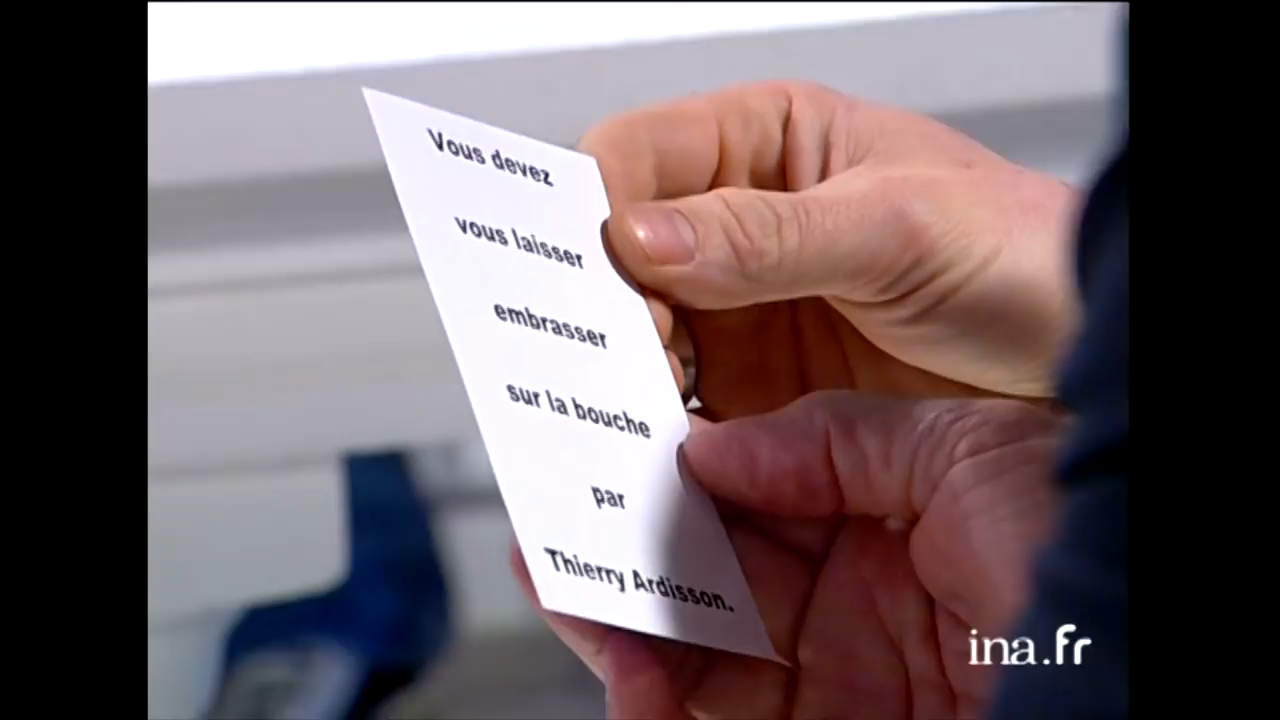 Vous devez
vous laisser
embrasser
sur la bouche
par
Thierry Ardisson.
ina.fr